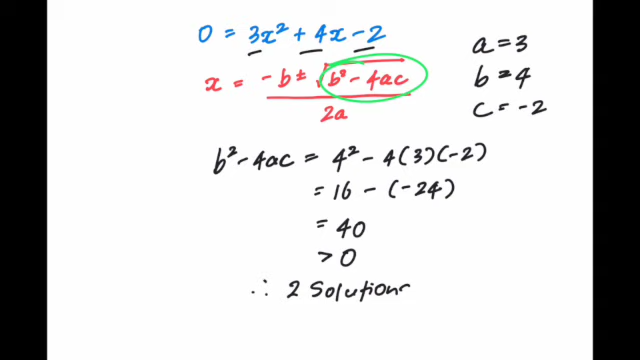 0 = 3x² + 4x - 2
x = -b ± √b² - 4ac / 2a
a = 3
b = 4
c = -2
b² - 4ac = 4² - 4(3)(-2)
= 16 - (-24)
= 40
> 0
∴ 2 Solutions